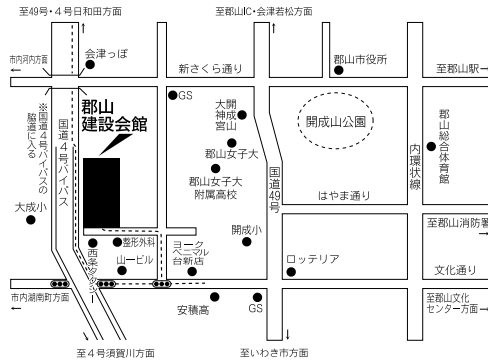 至49号・4号日和田方面
至郡山IC・会津若松方面
市内河内方面
会津っぽ
新さくら通り
郡山市役所
至郡山駅→
GS
郡山
建設会館
大開
神成
宮山
開成山公園
郡山総合体育館
郡山女子大
郡山女子大
附属高校
国道49号
内環状線
はやま通り
※国道4号バイパスの
脇道に入る
国道4号バイパス
大成小
至郡山消防署
開成小
整形外科
西条タクシー
山一ビル
ヨーク
ベニマル
台新店
ロッテリア
文化通り
市内湖南町方面
安積高
GS
至郡山文化
センター方面
至4号須賀川方面
至いわき市方面